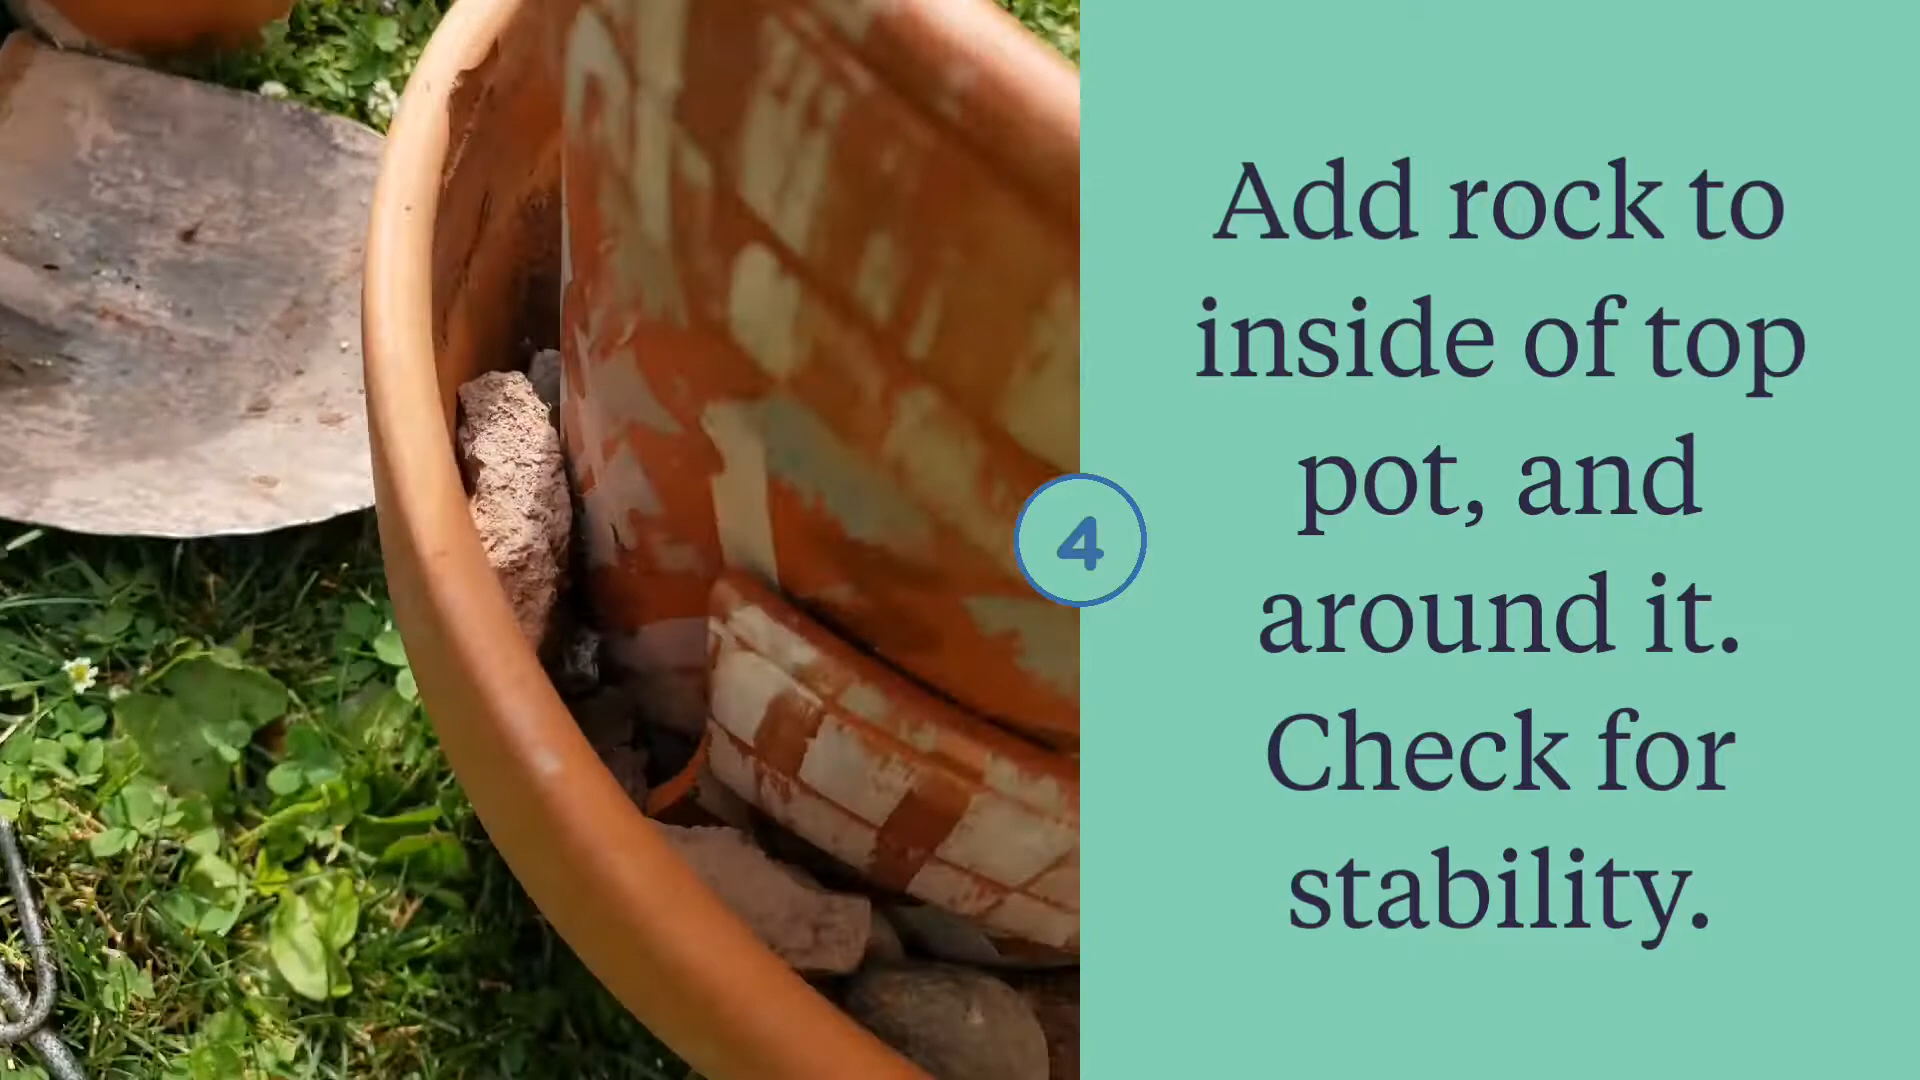 4
Add rock to
inside of top
pot, and
around it.
Check for
stability.